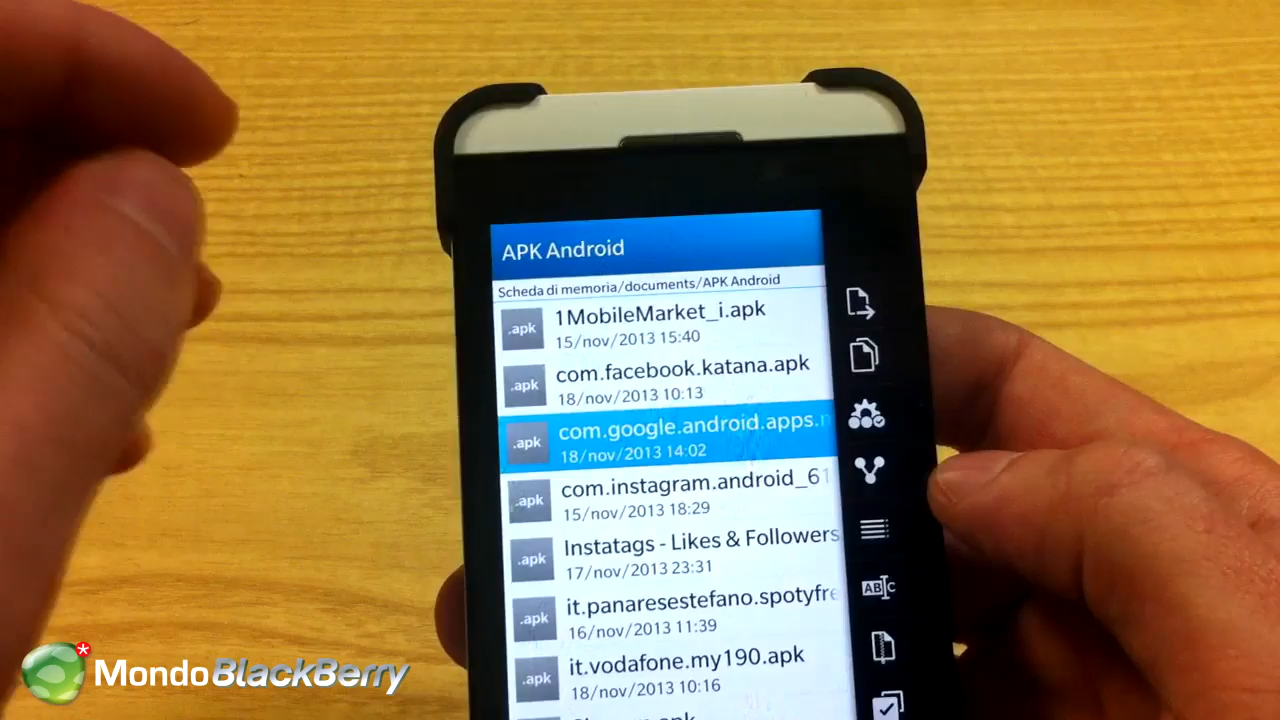 APK Android
Scheda di memoria/documents/APK Android
.apk
1MobileMarket_i.apk
15/nov/2013 15:40
.apk
com.facebook.katana.apk
18/nov/2013 10:13
.apk
com.google.android.apps.
18/nov/2013 14:02
.apk
com.instagram.android_61
15/nov/2013 18:29
.apk
Instatags - Likes & Followers
17/nov/2013 23:31
.apk
it.panaresestefano.spotyfre
16/nov/2013 11:39
.apk
it.vodafone.my190.apk
18/nov/2013 10:16
ABC
MondoBlackBerry